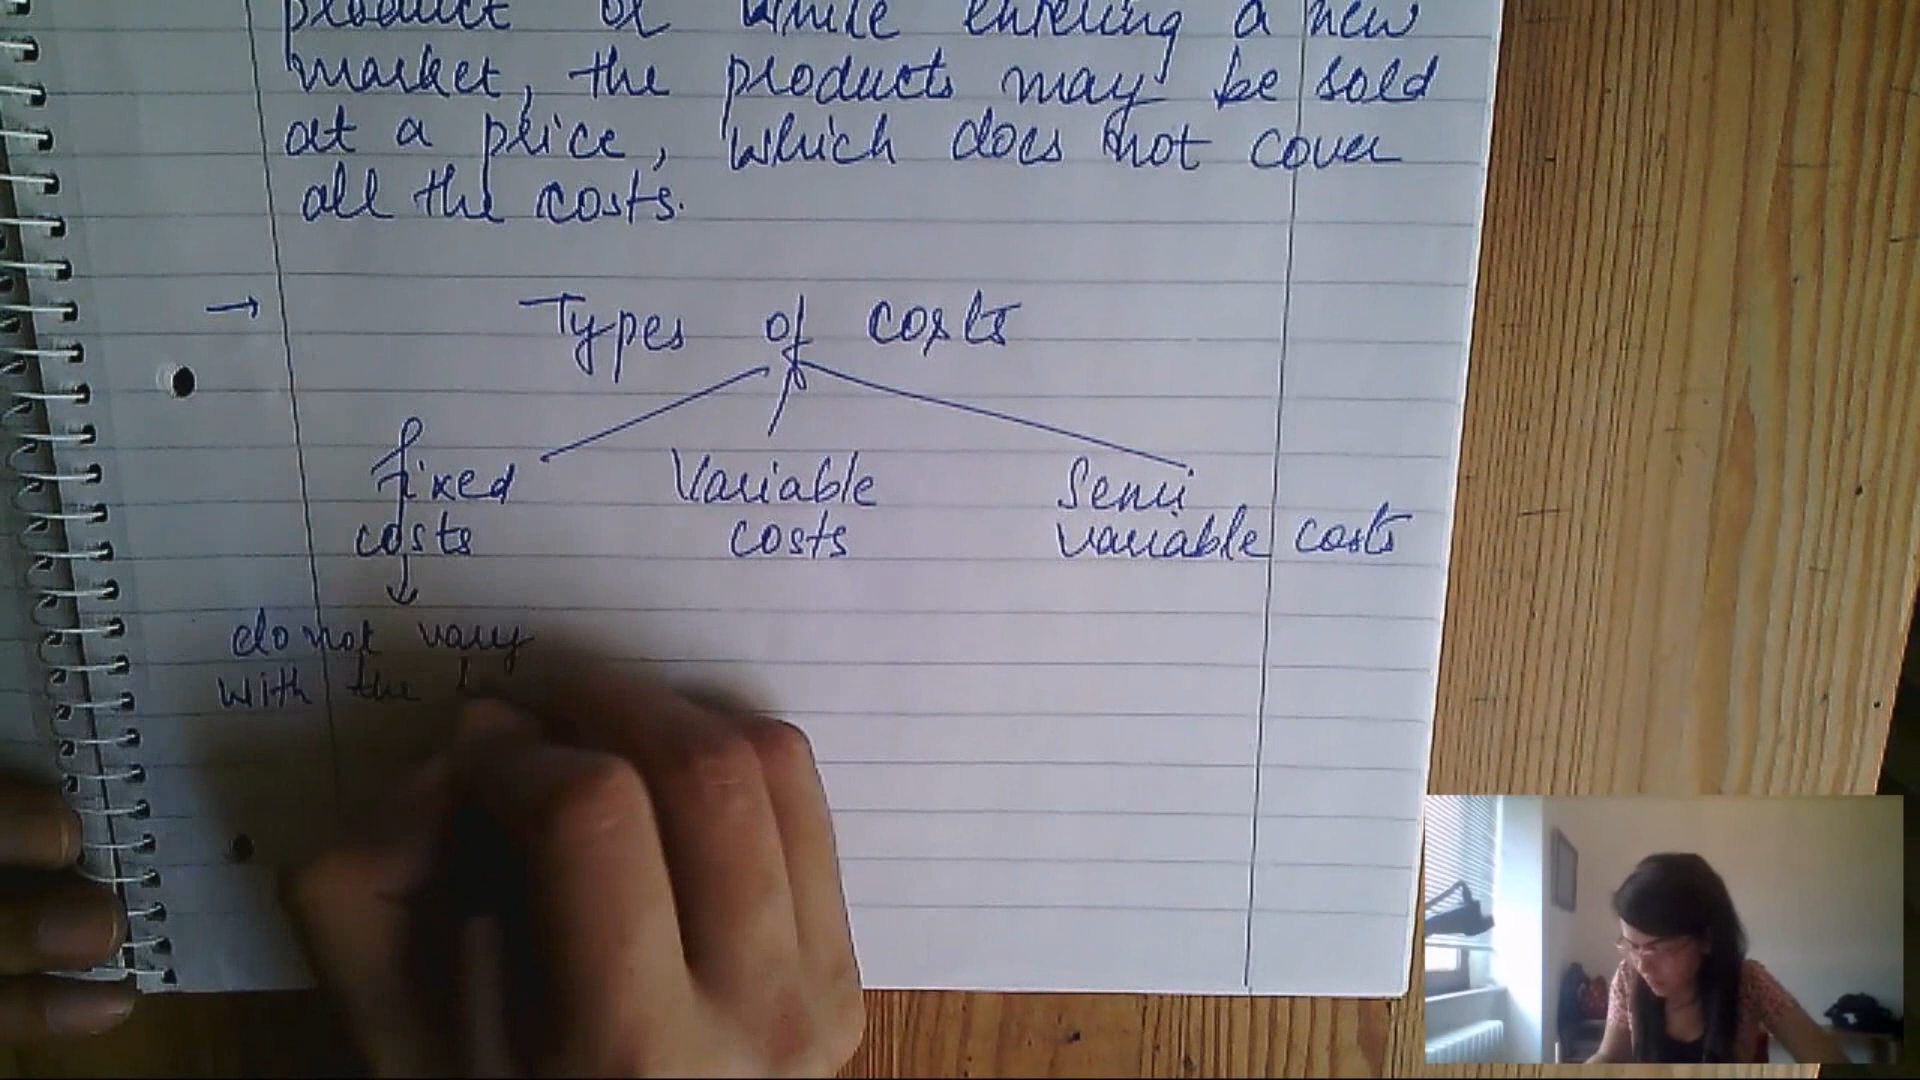 product or while entering a new
market, the products may be sold
at a price, which does not cover
all the costs.
→ Types of costs
fixed costs
Variable costs
Semi variable costs
↓
do not vary
with the